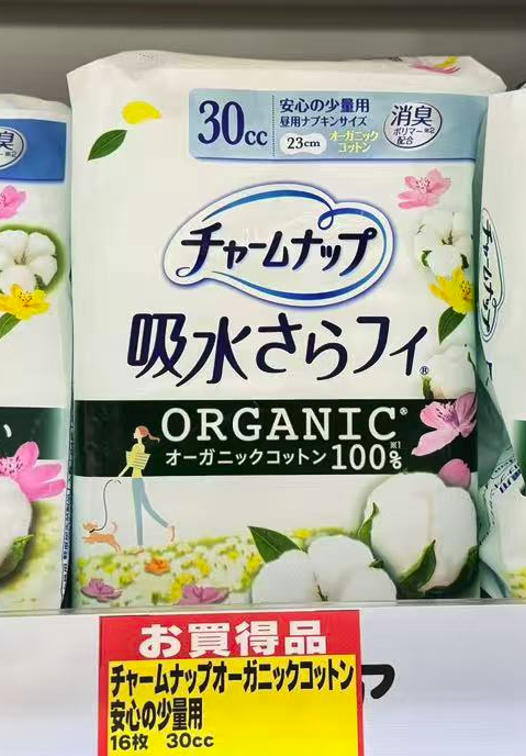 30cc
安心の少量用
昼用ナプキンサイズ
23cm
オーガニック
コットン
消臭
ポリマー※2
配合
チャームナップ
吸水さらフィ®
ORGANIC®
オーガニックコットン100%※1
お買得品
チャームナップオーガニックコットン
安心の少量用
16枚 30cc